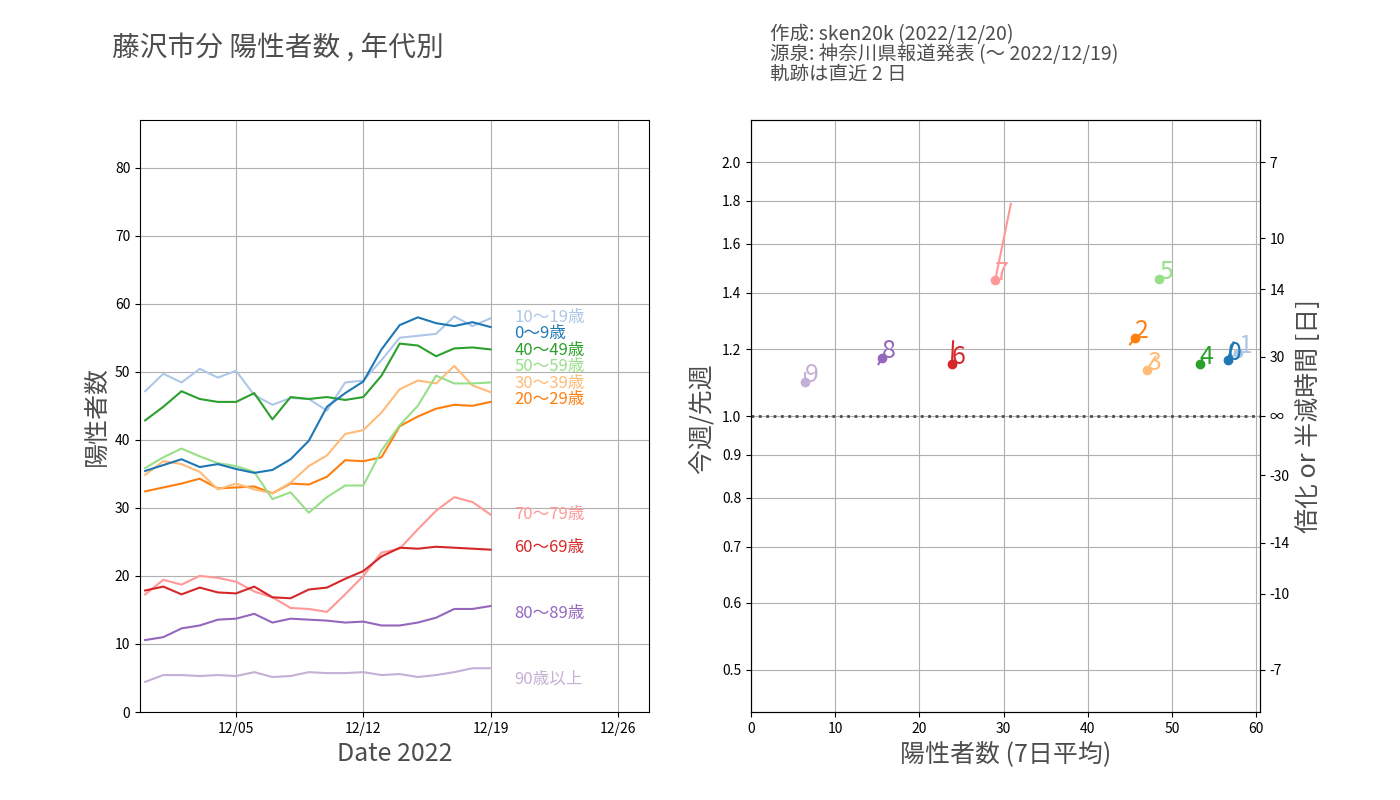 藤沢市分 陽性者数 , 年代別
作成: sken20k (2022/12/20)
源泉: 神奈川県報道発表 (〜 2022/12/19)
軌跡は直近 2 日
陽性者数
80
70
60
50
40
30
20
10
0
10〜19歳
0〜9歳
40〜49歳
50〜59歳
30〜39歳
20〜29歳
70〜79歳
60〜69歳
80〜89歳
90歳以上
12/05 12/12 12/19 12/26
Date 2022
今週/先週
2.0
1.8
1.6
1.4
1.2
1.0
0.9
0.8
0.7
0.6
0.5
7
5
2
1
0
4
3
8
6
9
7
10
14
30
∞
-30
-14
-10
-7
倍化 or 半減時間 [日]
0 10 20 30 40 50 60
陽性者数 (7日平均)